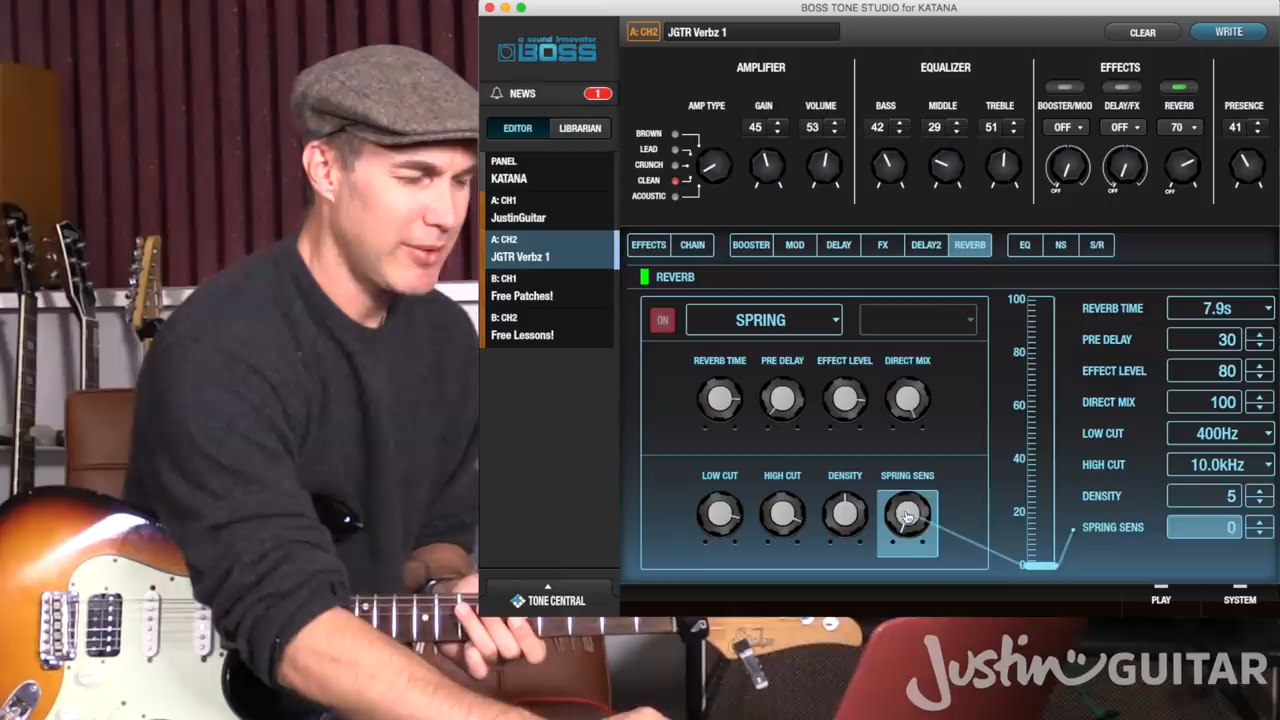 BOSS TONE STUDIO for KATANA
a sound innovator
BOSS
A: CH2 JGTR Verbz 1 CLEAR WRITE
NEWS 1
EDITOR LIBRARIAN
PANEL
KATANA
A: CH1
JustinGuitar
A: CH2
JGTR Verbz 1
B: CH1
Free Patches!
B: CH2
Free Lessons!
TONE CENTRAL
AMPLIFIER EQUALIZER EFFECTS
AMP TYPE GAIN VOLUME BASS MIDDLE TREBLE BOOSTER/MOD DELAY/FX REVERB PRESENCE
45 53 42 29 51 OFF OFF 70 41
BROWN
LEAD
CRUNCH
CLEAN
ACOUSTIC
OFF OFF OFF
EFFECTS CHAIN BOOSTER MOD DELAY FX DELAY2 REVERB EQ NS S/R
REVERB
ON SPRING
REVERB TIME PRE DELAY EFFECT LEVEL DIRECT MIX
LOW CUT HIGH CUT DENSITY SPRING SENS
100
80
60
40
20
0
REVERB TIME 7.9s
PRE DELAY 30
EFFECT LEVEL 80
DIRECT MIX 100
LOW CUT 400Hz
HIGH CUT 10.0kHz
DENSITY 5
SPRING SENS 0
PLAY SYSTEM
Justin GUITAR